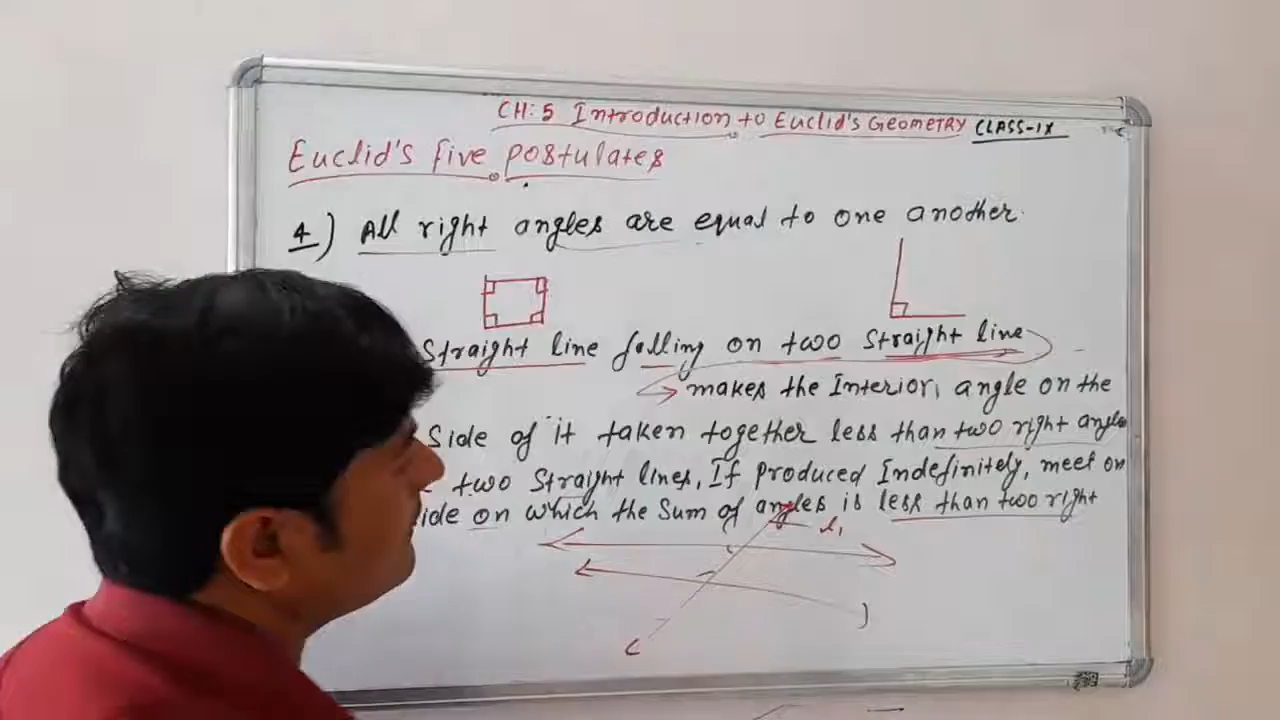 CH: 5 Introduction to Euclid's Geometry CLASS-IX
Euclid's five postulates
4.) All right angles are equal to one another.
Straight line falling on two Straight line
makes the Interior, angle on the
Side of it taken together less than two right angle
two Straight lines, If produced Indefinitely, meet on
ide on which the Sum of angles is less than two right
l1